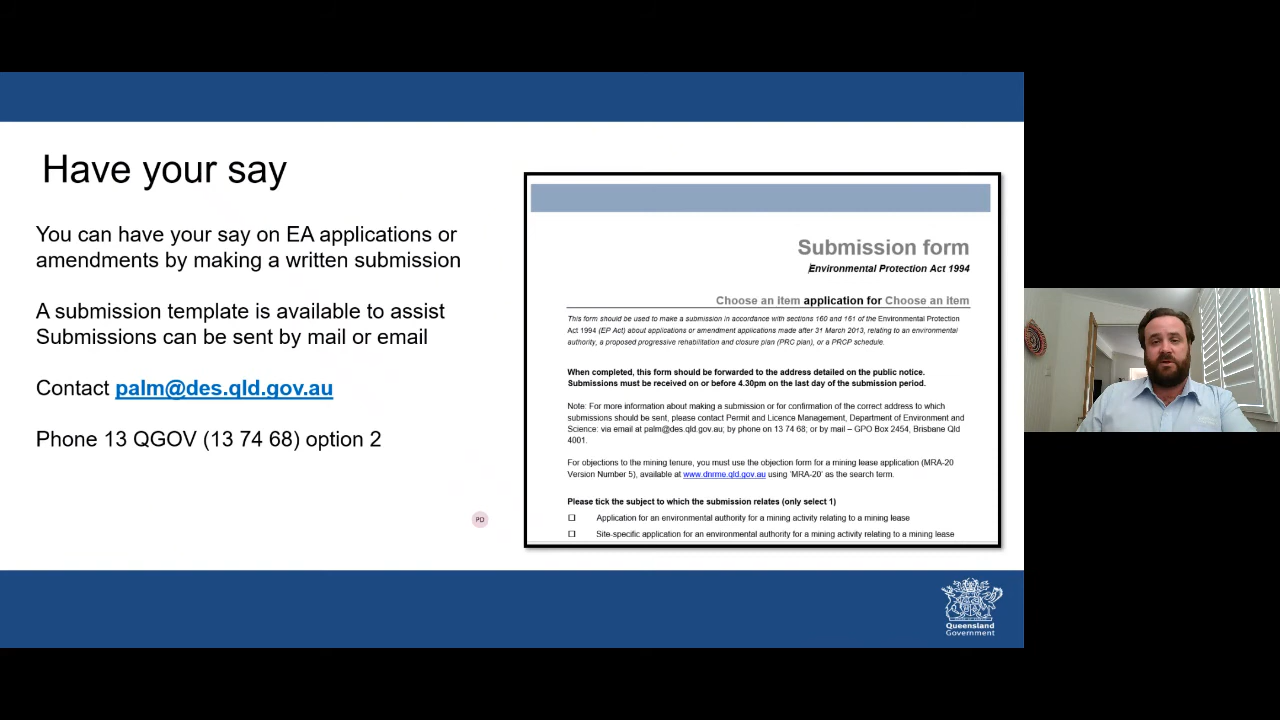 Have your say
You can have your say on EA applications or
amendments by making a written submission
A submission template is available to assist
Submissions can be sent by mail or email
Contact palm@des.qld.gov.au
Phone 13 QGOV (13 74 68) option 2
PD
Submission form
Environmental Protection Act 1994
Choose an item application for Choose an item
This form should be used to make a submission in accordance with sections 160 and 161 of the Environmental Protection
Act 1994 (EP Act) about applications or amendment applications made after 31 March 2013, relating to an environmental
authority, a proposed progressive rehabilitation and closure plan (PRC plan), or a PRCP schedule.
When completed, this form should be forwarded to the address detailed on the public notice.
Submissions must be received on or before 4.30pm on the last day of the submission period.
Note: For more information about making a submission or for confirmation of the correct address to which
submissions should be sent, please contact Permit and Licence Management, Department of Environment and
Science: via email at palm@des.qld.gov.au; by phone on 13 74 68; or by mail – GPO Box 2454, Brisbane Qld
4001.
For objections to the mining tenure, you must use the objection form for a mining lease application (MRA-20
Version Number 5), available at www.dnrme.qld.gov.au using 'MRA-20' as the search term.
Please tick the subject to which the submission relates (only select 1)
☐ Application for an environmental authority for a mining activity relating to a mining lease
☐ Site-specific application for an environmental authority for a mining activity relating to a mining lease
Queensland
Government